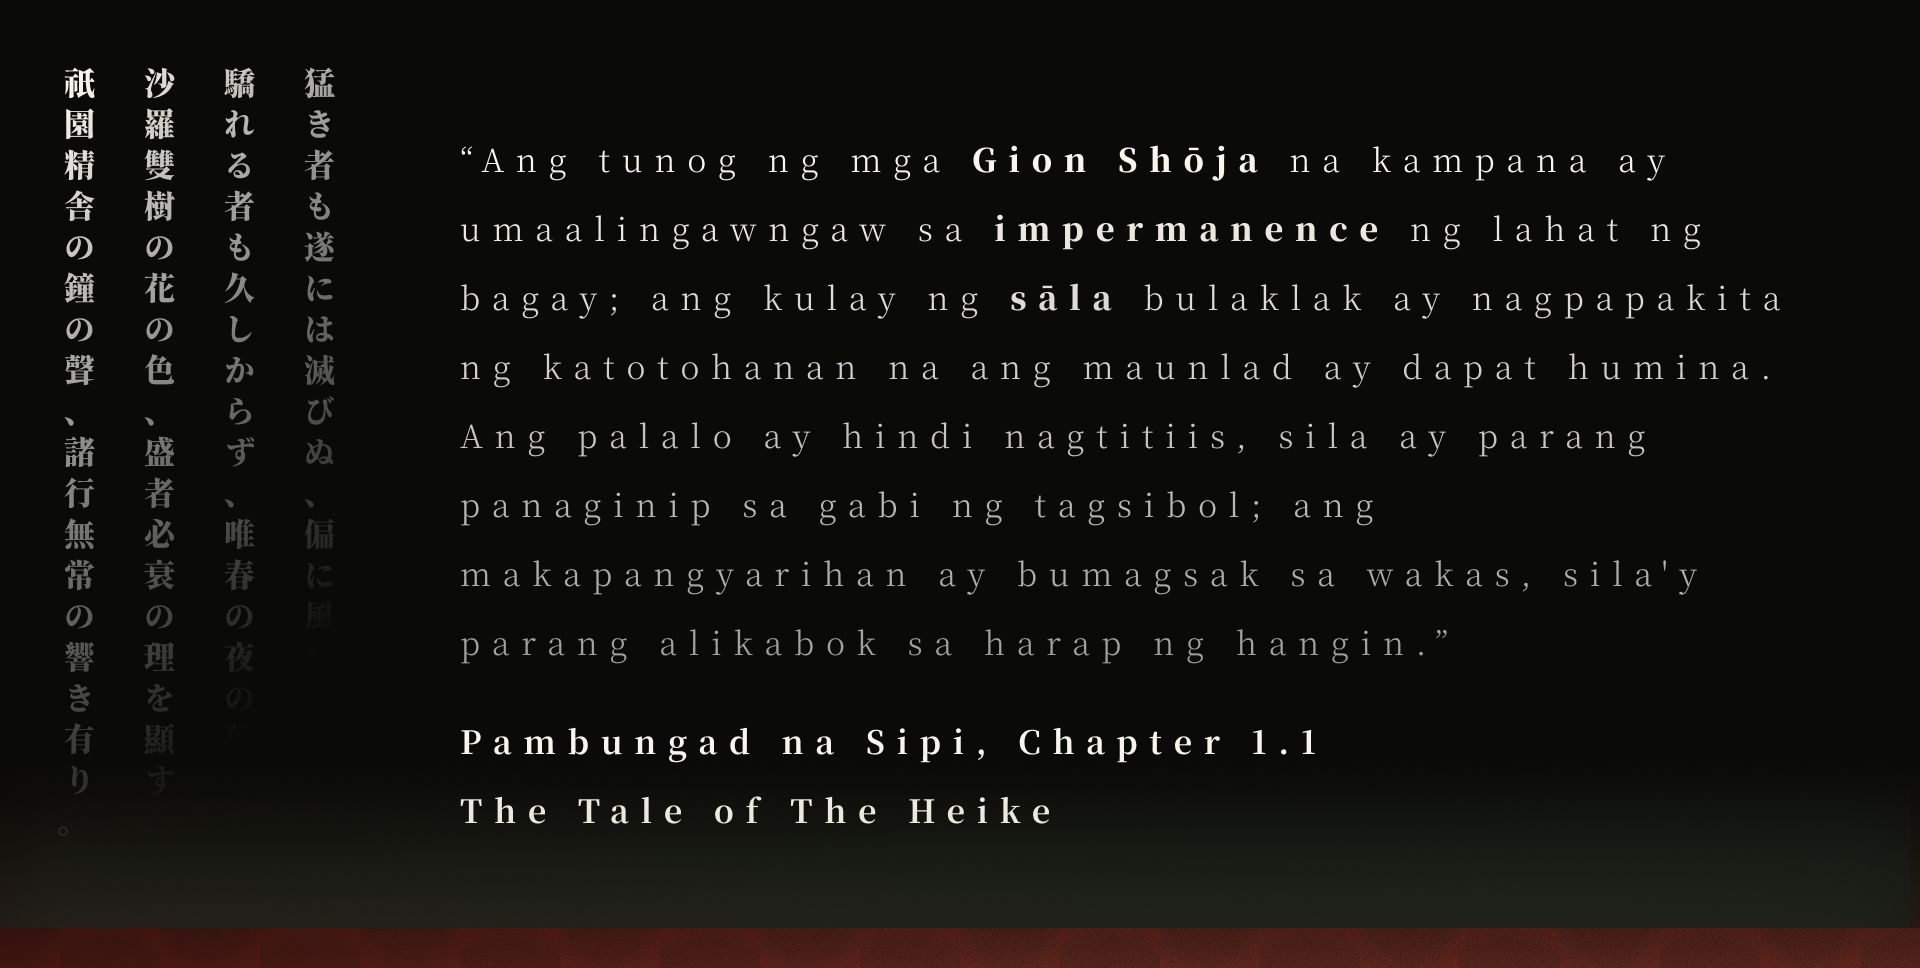 祇園精舎の鐘の聲、諸行無常の響き有り。
沙羅雙樹の花の色、盛者必衰の理を顯す
驕れる者も久しからず、唯春の夜の
猛き者も遂には滅びぬ、偏に風
“Ang tunog ng mga Gion Shōja na kampana ay
umaalingawngaw sa impermanence ng lahat ng
bagay; ang kulay ng sāla bulaklak ay nagpapakita
ng katotohanan na ang maunlad ay dapat humina.
Ang palalo ay hindi nagtitiis, sila ay parang
panaginip sa gabi ng tagsibol; ang
makapangyarihan ay bumagsak sa wakas, sila'y
parang alikabok sa harap ng hangin.”
Pambungad na Sipi, Chapter 1.1
The Tale of The Heike